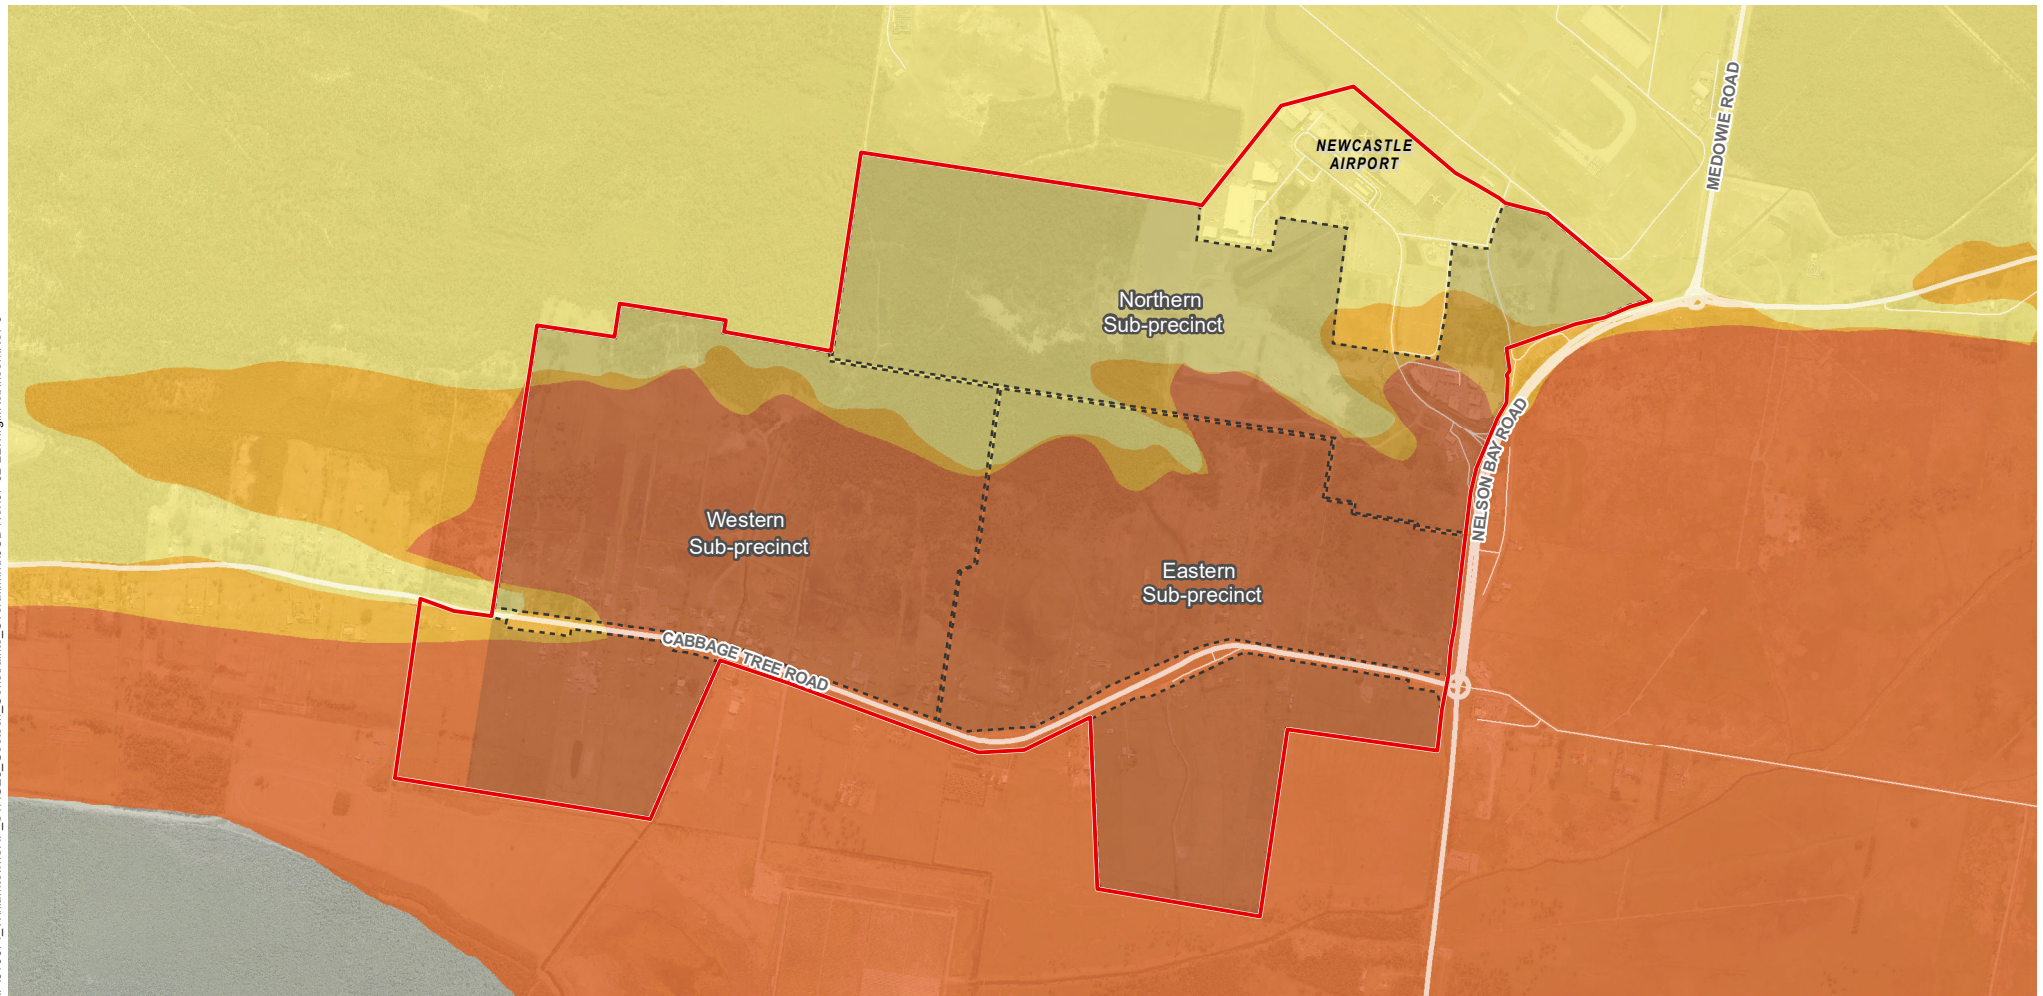 MEDOWIE ROAD
NEWCASTLE
AIRPORT
Northern
Sub-precinct
NELSON BAY ROAD
Western
Sub-precinct
Eastern
Sub-precinct
CABBAGE TREE ROAD